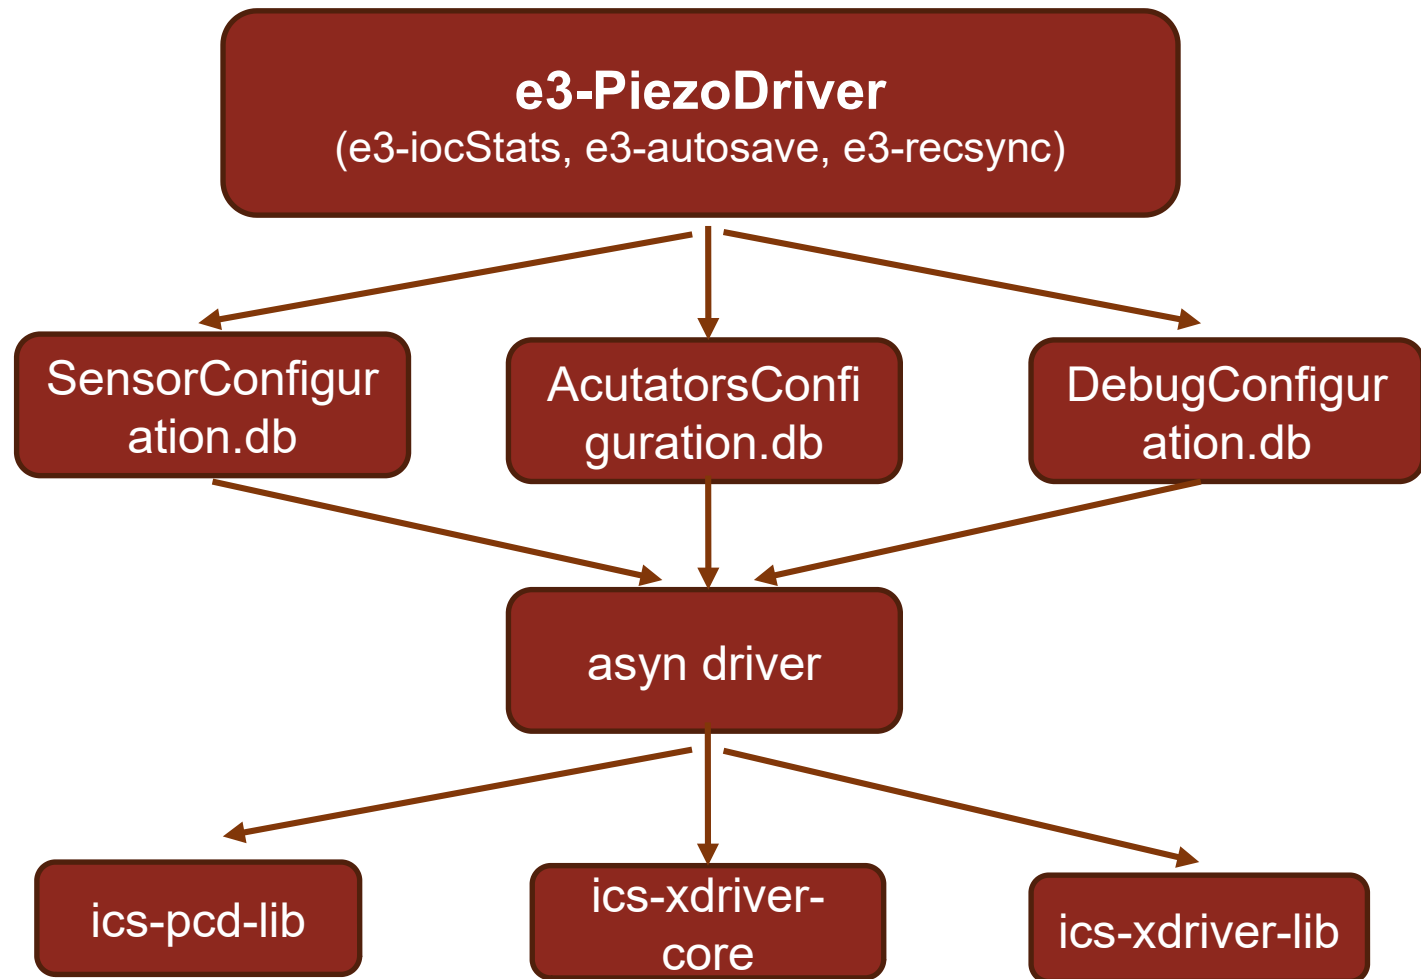 e3-PiezoDriver
(e3-iocStats, e3-autosave, e3-recsync)
SensorConfigur
ation.db
AcutatorsConfi
guration.db
DebugConfigur
ation.db
asyn driver
ics-pcd-lib
ics-xdriver-
core
ics-xdriver-lib